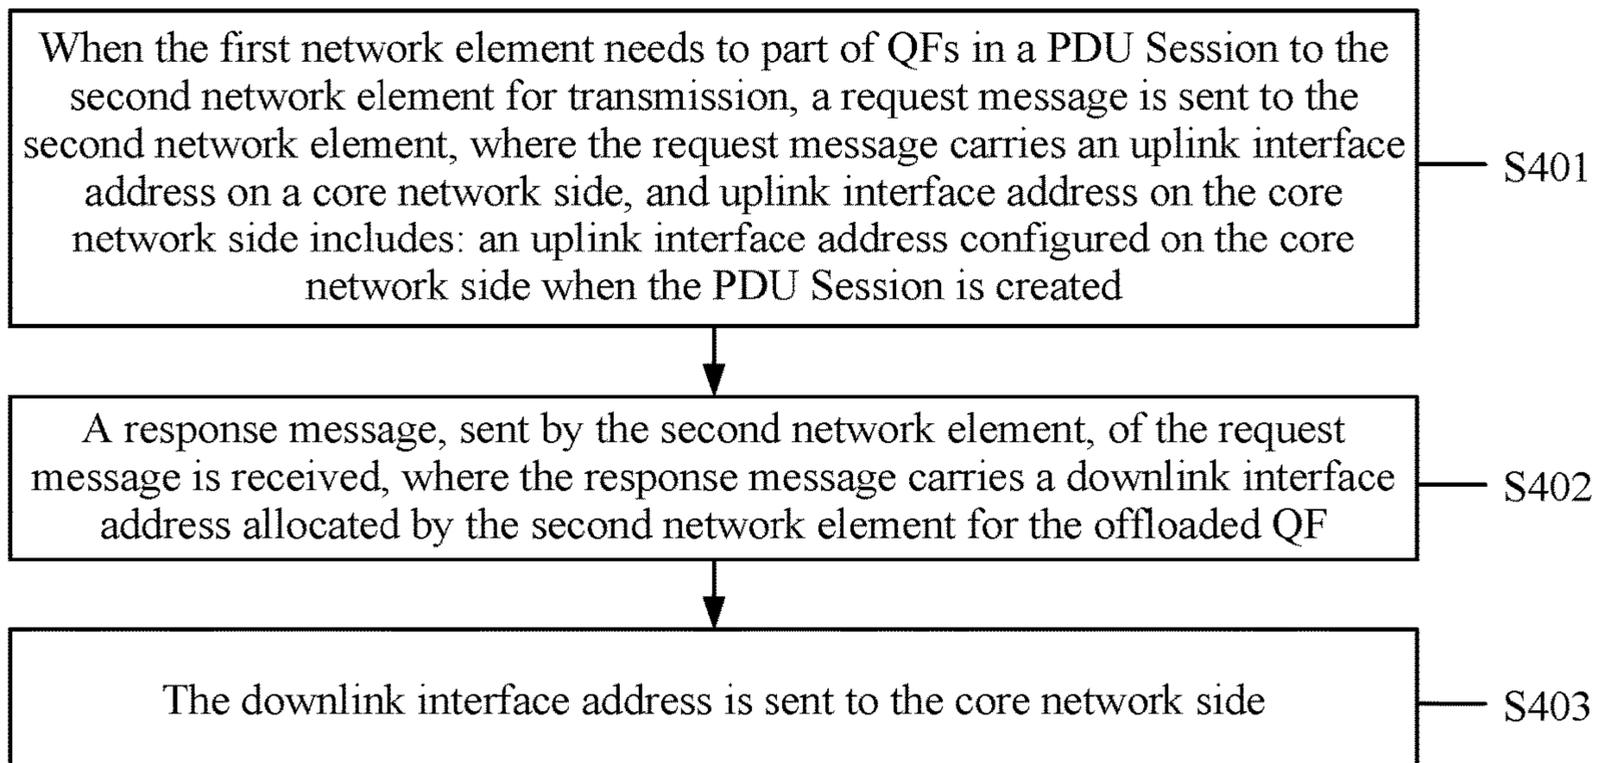 When the first network element needs to part of QFs in a PDU Session to the
second network element for transmission, a request message is sent to the
second network element, where the request message carries an uplink interface
address on a core network side, and uplink interface address on the core
network side includes: an uplink interface address configured on the core
network side when the PDU Session is created
S401
A response message, sent by the second network element, of the request
message is received, where the response message carries a downlink interface
address allocated by the second network element for the offloaded QF
S402
The downlink interface address is sent to the core network side
S403